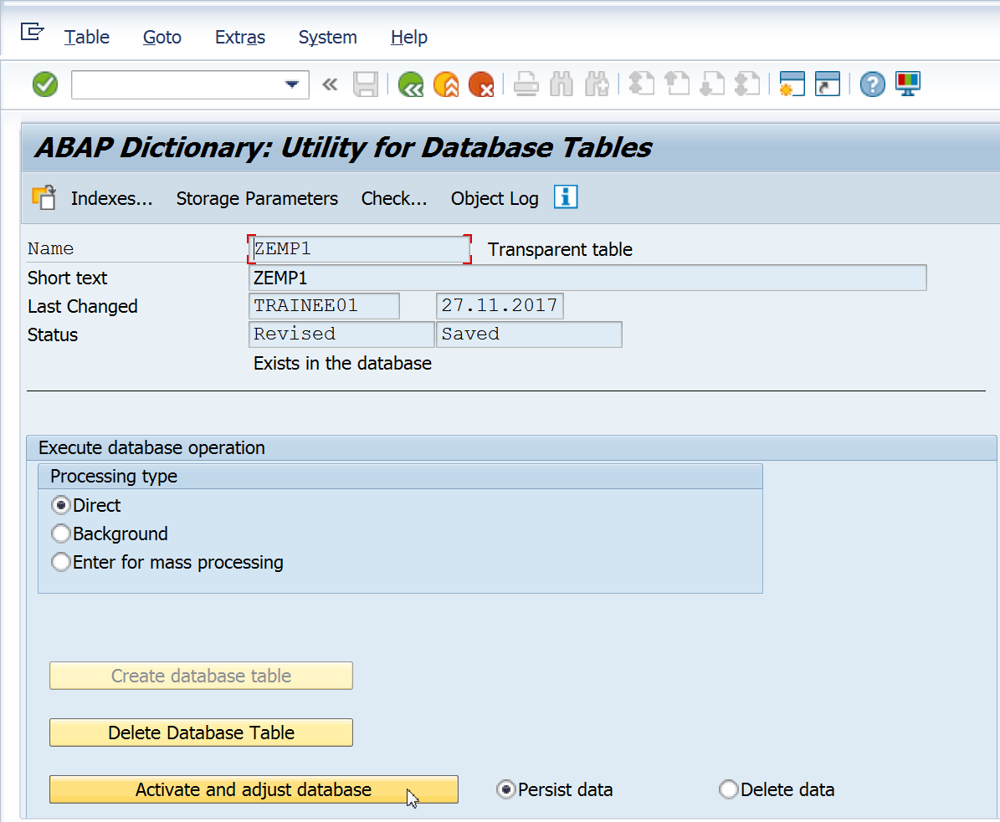 Table Goto Extras System Help
ABAP Dictionary: Utility for Database Tables
Indexes... Storage Parameters Check... Object Log
Name ZEMP1 Transparent table
Short text ZEMP1
Last Changed TRAINEE01 27.11.2017
Status Revised Saved
Exists in the database
Execute database operation
Processing type
Direct
Background
Enter for mass processing
Create database table
Delete Database Table
Activate and adjust database Persist data Delete data